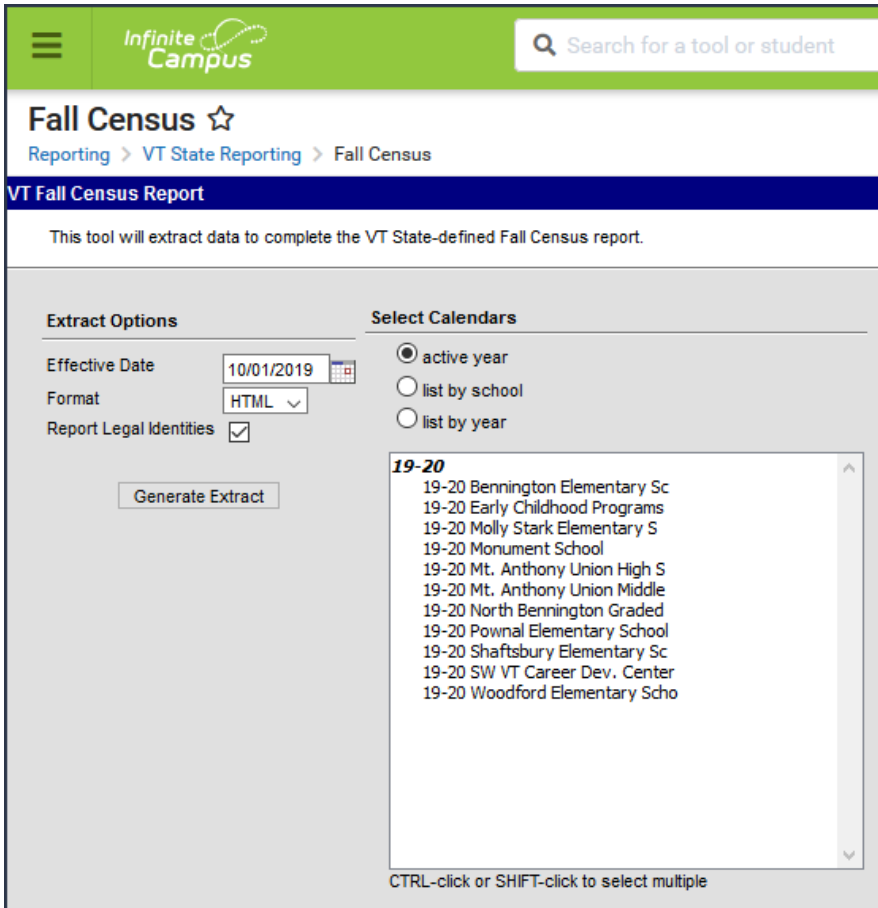 Infinite
Campus
Search for a tool or student
Fall Census
Reporting > VT State Reporting > Fall Census
VT Fall Census Report
This tool will extract data to complete the VT State-defined Fall Census report.
Extract Options
Effective Date 10/01/2019
Format HTML
Report Legal Identities
Generate Extract
Select Calendars
active year
list by school
list by year
19-20
19-20 Bennington Elementary Sc
19-20 Early Childhood Programs
19-20 Molly Stark Elementary S
19-20 Monument School
19-20 Mt. Anthony Union High S
19-20 Mt. Anthony Union Middle
19-20 North Bennington Graded
19-20 Pownal Elementary School
19-20 Shaftsbury Elementary Sc
19-20 SW VT Career Dev. Center
19-20 Woodford Elementary Scho
CTRL-click or SHIFT-click to select multiple